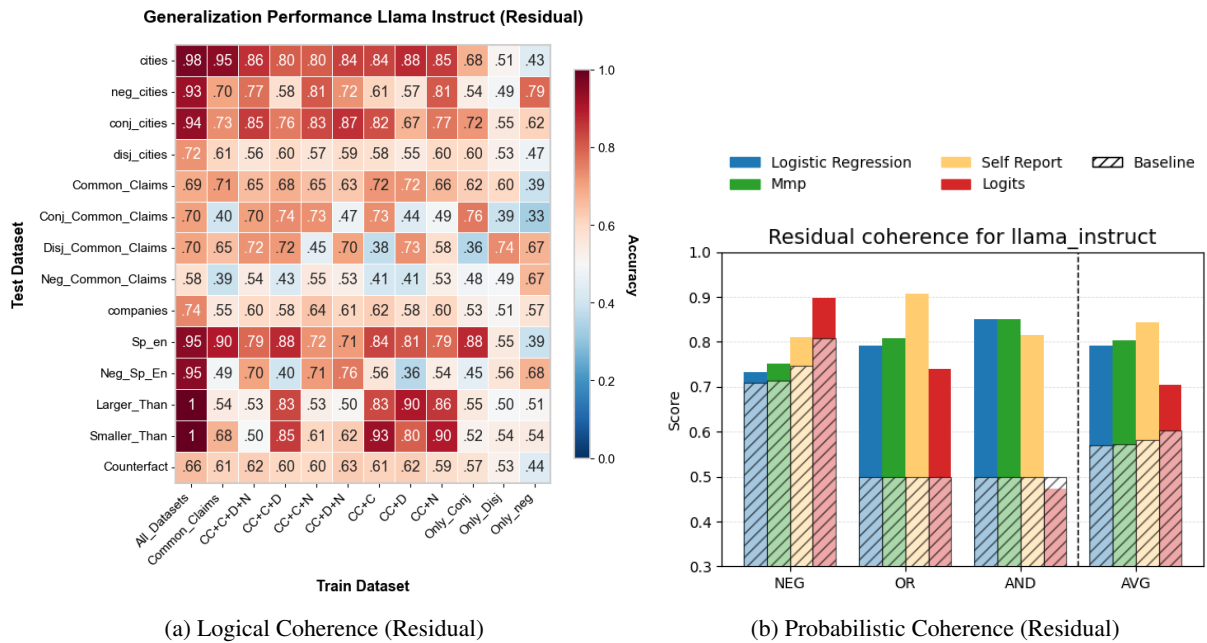 Generalization Performance Llama Instruct (Residual)
Test Dataset
cities .98 .95 .86 .80 .80 .84 .84 .88 .85 .68 .51 .43
neg_cities .93 .70 .77 .58 .81 .72 .61 .57 .81 .54 .49 .79
conj_cities .94 .73 .85 .76 .83 .87 .82 .67 .77 .72 .55 .62
disj_cities .72 .61 .56 .60 .57 .59 .58 .55 .60 .60 .53 .47
Common_Claims .69 .71 .65 .68 .65 .63 .72 .72 .66 .62 .60 .39
Conj_Common_Claims .70 .40 .70 .74 .73 .47 .73 .44 .49 .76 .39 .33
Disj_Common_Claims .70 .65 .72 .72 .45 .70 .38 .73 .58 .36 .74 .67
Neg_Common_Claims .58 .39 .54 .43 .55 .53 .41 .41 .54 .48 .49 .67
companies .74 .55 .60 .58 .64 .61 .62 .58 .60 .53 .51 .57
Sp_en .95 .90 .79 .88 .72 .71 .84 .81 .79 .88 .55 .39
Neg_Sp_En .95 .49 .70 .40 .71 .76 .56 .36 .54 .45 .56 .68
Larger_Than 1 .54 .53 .83 .53 .50 .83 .90 .86 .55 .50 .51
Smaller_Than 1 .68 .50 .85 .61 .62 .93 .80 .90 .52 .54 .54
Counterfact .66 .61 .62 .60 .60 .63 .61 .62 .59 .57 .53 .44
All_Datasets Common_Claims CC+C+D+N CC+C+D CC+C+N CC+D+N CC+C CC+D CC+N Only_Conj Only_Disj Only_neg
Train Dataset
1.0
0.8
0.6
0.4
0.2
0.0
Accuracy
(a) Logical Coherence (Residual)
Logistic Regression Self Report Baseline
Mmp Logits
Residual coherence for llama_instruct
Score
1.0
0.9
0.8
0.7
0.6
0.5
0.4
0.3
NEG OR AND AVG
(b) Probabilistic Coherence (Residual)